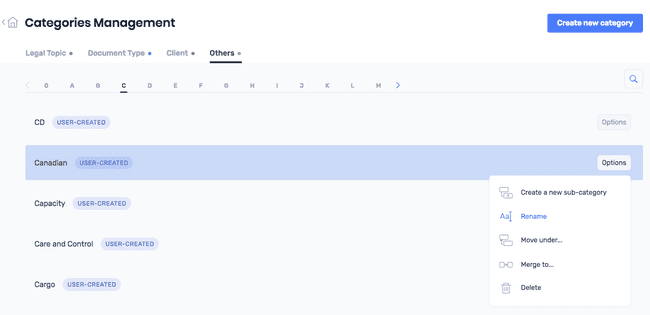 Categories Management
Create new category
Legal Topic Document Type Client Others
0 A B C D E F G H I J K L M
CD USER-CREATED Options
Canadian USER-CREATED Options
Create a new sub-category
Aa Rename
Capacity USER-CREATED
Move under...
Care and Control USER-CREATED
Merge to...
Cargo USER-CREATED
Delete